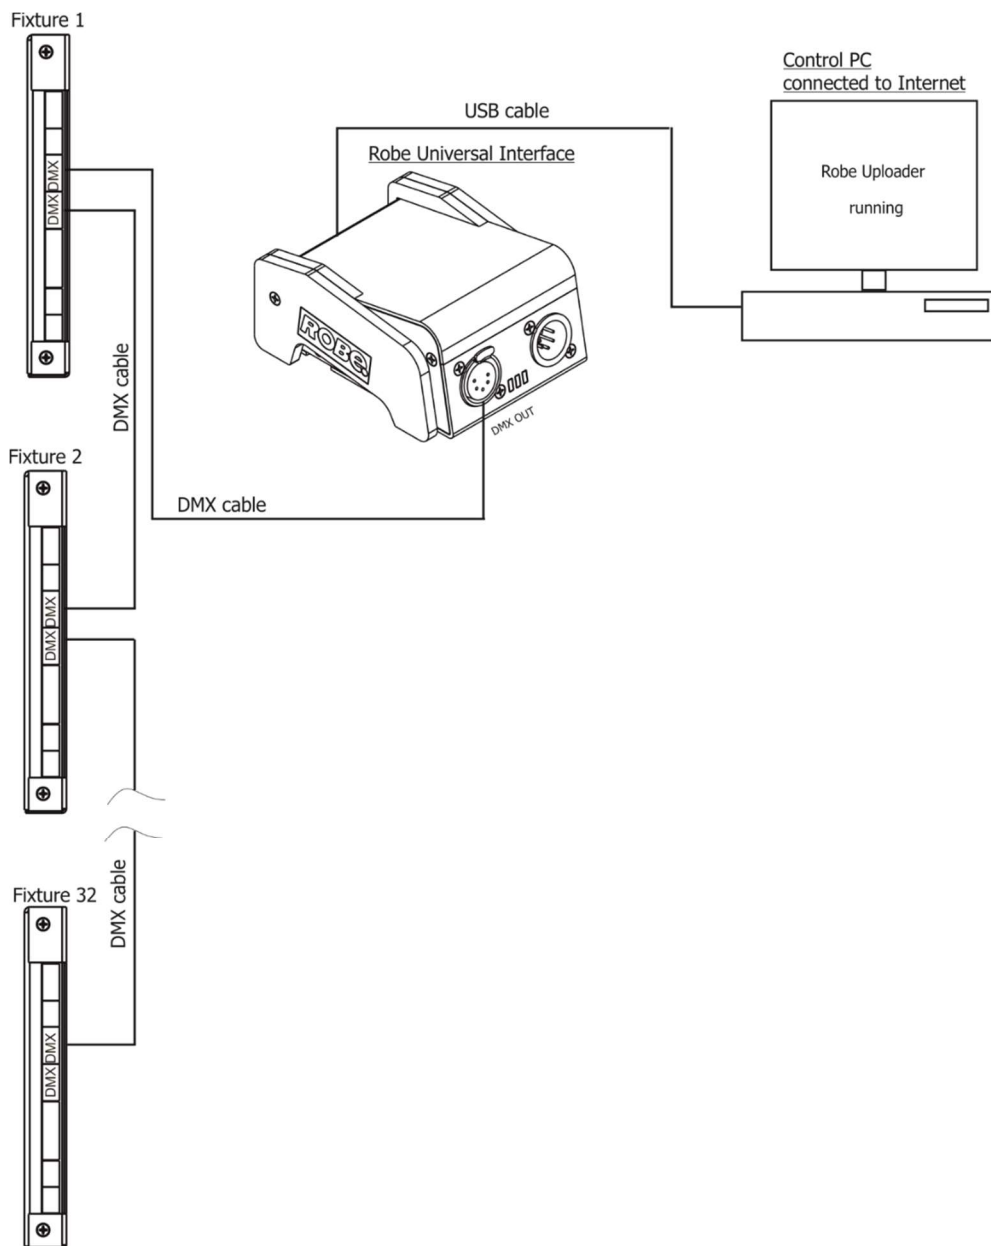 Fixture 1
Control PC
connected to Internet
USB cable
Robe Universal Interface
Robe Uploader
running
DMX
DMX
ROBE
DMX OUT
DMX cable
Fixture 2
DMX cable
DMX
DMX
DMX cable
Fixture 32
DMX
DMX